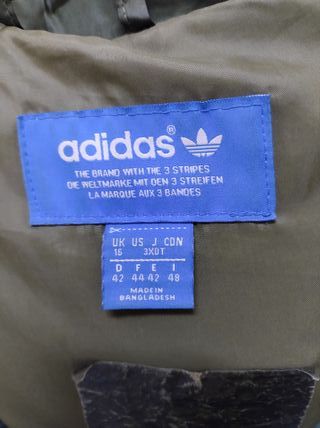 adidas®
THE BRAND WITH THE 3 STRIPES
DIE WELTMARKE MIT DEN 3 STREIFEN
LA MARQUE AUX 3 BANDES
UK US J CDN
16 3XOT
D F E I
42 44 42 48
MADE IN
BANGLADESH